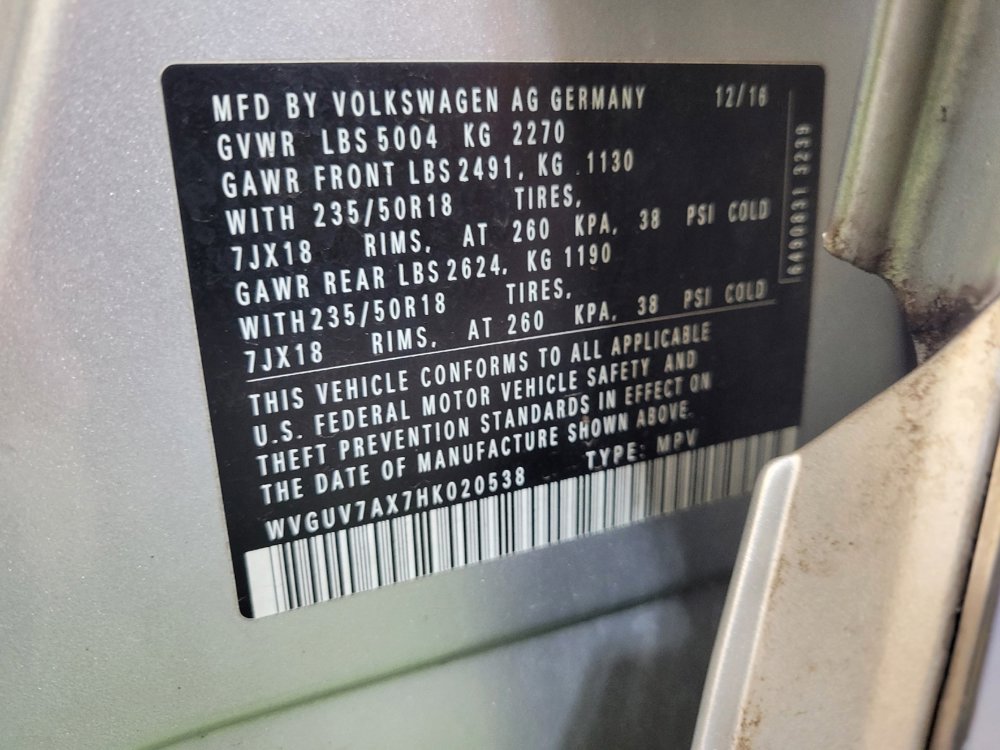 MFD BY VOLKSWAGEN AG GERMANY 12/16
GVWR LBS 5004 KG 2270
GAWR FRONT LBS 2491, KG 1130
WITH 235/50R18 TIRES,
7JX18 RIMS, AT 260 KPA, 38 PSI COLD
GAWR REAR LBS 2624, KG 1190
WITH 235/50R18 TIRES,
7JX18 RIMS, AT 260 KPA, 38 PSI COLD
THIS VEHICLE CONFORMS TO ALL APPLICABLE
U.S. FEDERAL MOTOR VEHICLE SAFETY AND
THEFT PREVENTION STANDARDS IN EFFECT ON
THE DATE OF MANUFACTURE SHOWN ABOVE.
WVGUV7AX7HK020538 TYPE: MPV